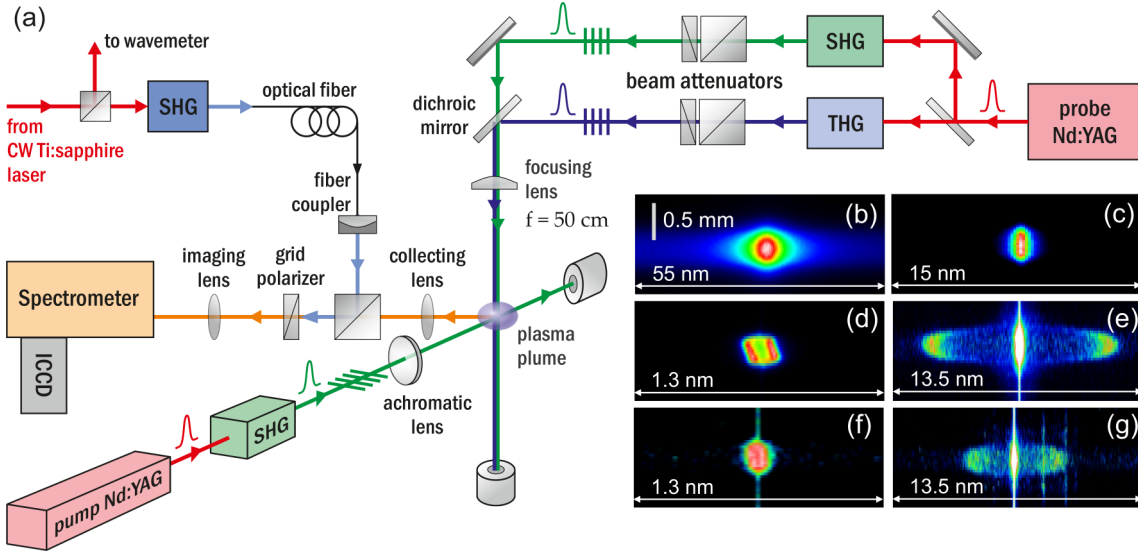 (a)
to wavemeter
SHG
optical fiber
from
CW Ti:sapphire
laser
fiber
coupler
dichroic
mirror
SHG
beam attenuators
THG
probe
Nd:YAG
focusing
lens
f = 50 cm
imaging
lens
grid
polarizer
collecting
lens
Spectrometer
ICCD
plasma
plume
achromatic
lens
SHG
pump Nd:YAG
(b)
0.5 mm
55 nm
(c)
15 nm
(d)
1.3 nm
(e)
13.5 nm
(f)
1.3 nm
(g)
13.5 nm